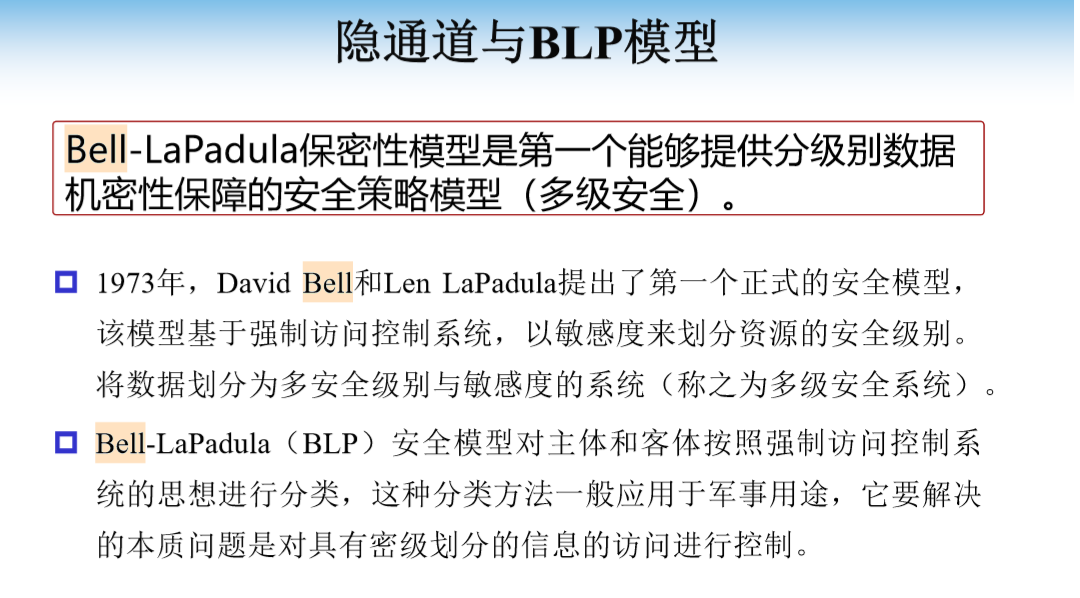 隐通道与BLP模型
Bell-LaPadula保密性模型是第一个能够提供分级别数据
机密性保障的安全策略模型（多级安全）。
1973年，David Bell和Len LaPadula提出了第一个正式的安全模型，
该模型基于强制访问控制系统，以敏感度来划分资源的安全级别。
将数据划分为多安全级别与敏感度的系统（称之为多级安全系统）。
Bell-LaPadula（BLP）安全模型对主体和客体按照强制访问控制系
统的思想进行分类，这种分类方法一般应用于军事用途，它要解决
的本质问题是对具有密级划分的信息的访问进行控制。